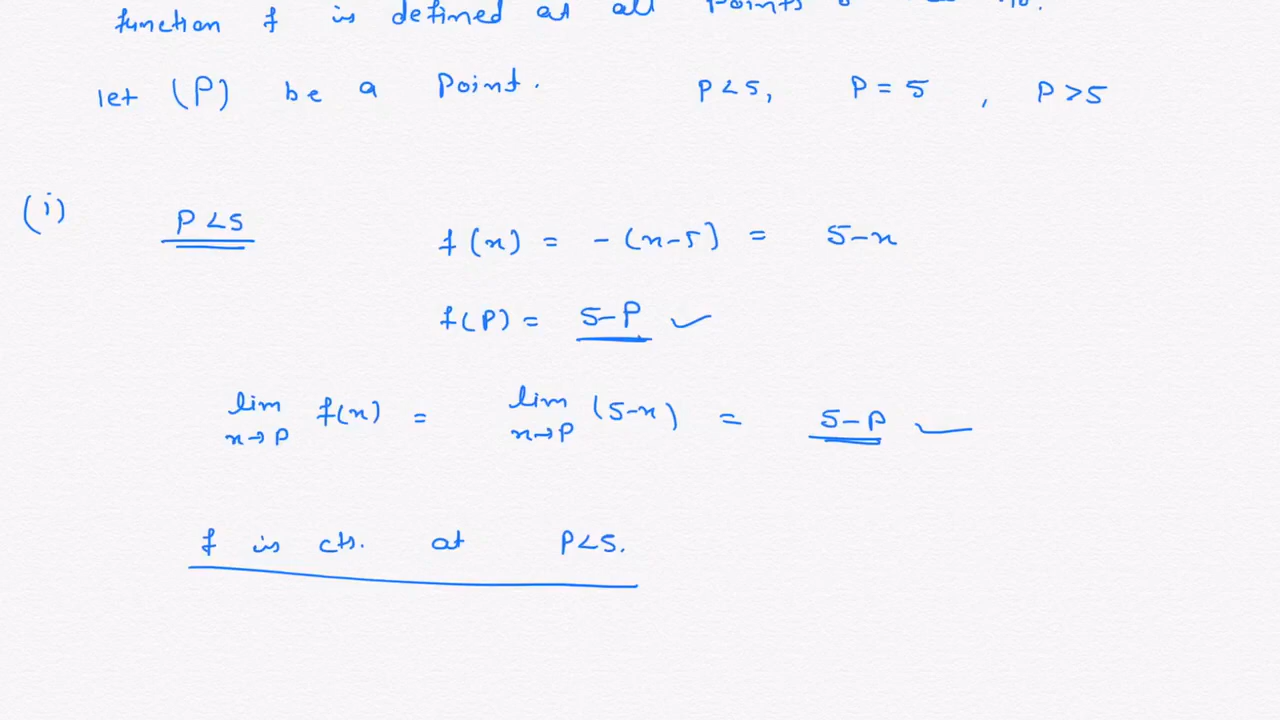 function f is defined at all points
let (P) be a Point. P<5, P = 5 , P>5
(i) P<5 f(x) = -(x-5) = 5-x
f(P) = 5-P ✓
lim x→P f(x) = lim x→P (5-x) = 5-P ✓
f is cts. at P<5.